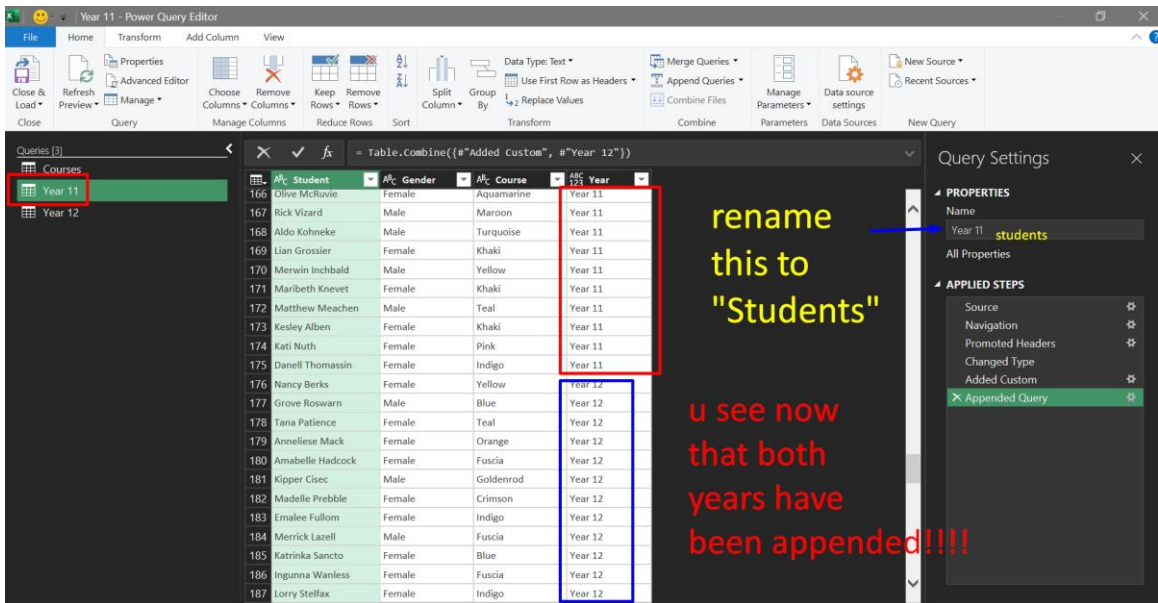 Year 11 - Power Query Editor
File Home Transform Add Column View
Close & Load
Refresh Preview
Properties
Advanced Editor
Manage
Choose Columns
Remove Columns
Keep Rows
Remove Rows
Split Column
Group By
Data Type: Text
Use First Row as Headers
Replace Values
Merge Queries
Append Queries
Combine Files
Manage Parameters
Data source settings
New Source
Recent Sources
Close Query Manage Columns Reduce Rows Sort Transform Combine Parameters Data Sources New Query
Queries [3]
Courses
Year 11
Year 12
fx = Table.Combine({#"Added Custom", #"Year 12"})
ABC Student ABC Gender ABC Course ABC 123 Year
166 Olive McRuvie Female Aquamarine Year 11
167 Rick Vizard Male Maroon Year 11
168 Aldo Kohneke Male Turquoise Year 11
169 Lian Grossier Female Khaki Year 11
170 Merwin Inchbald Male Yellow Year 11
171 Maribeth Knevet Female Khaki Year 11
172 Matthew Meachen Male Teal Year 11
173 Kesley Alben Female Khaki Year 11
174 Kati Nuth Female Pink Year 11
175 Danell Thomassin Female Indigo Year 11
176 Nancy Berks Female Yellow Year 12
177 Grove Roswarn Male Blue Year 12
178 Tana Patience Female Teal Year 12
179 Anneliese Mack Female Orange Year 12
180 Amabelle Hadcock Female Fuscia Year 12
181 Kipper Cisec Male Goldenrod Year 12
182 Madelle Prebble Female Crimson Year 12
183 Emalee Fullom Female Indigo Year 12
184 Merrick Lazell Male Fuscia Year 12
185 Katrinka Sancto Female Blue Year 12
186 Ingunna Wanless Female Fuscia Year 12
187 Lorry Stelfax Female Indigo Year 12
rename
this to
"Students"
u see now
that both
years have
been appended!!!!
Query Settings
PROPERTIES
Name
Year 11 students
All Properties
APPLIED STEPS
Source
Navigation
Promoted Headers
Changed Type
Added Custom
Appended Query